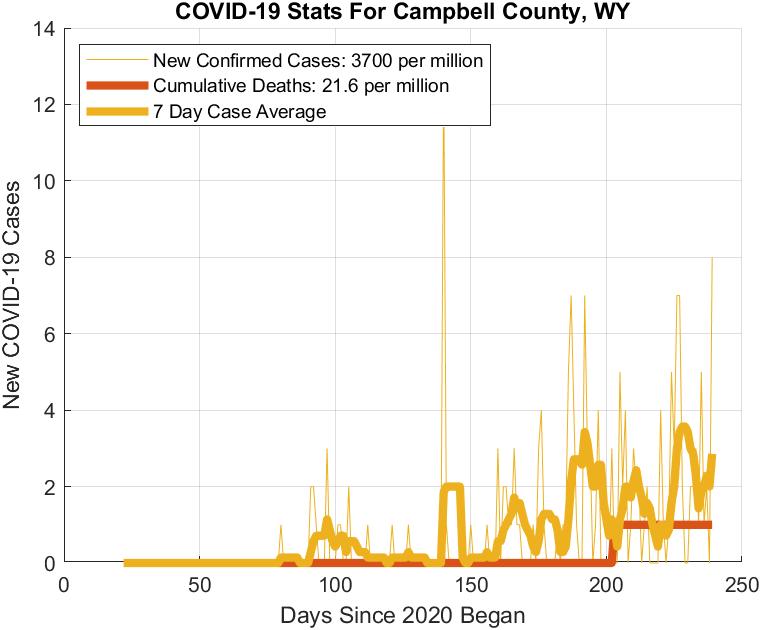 COVID-19 Stats For Campbell County, WY
14
12
10
8
6
4
2
0
New COVID-19 Cases
New Confirmed Cases: 3700 per million
Cumulative Deaths: 21.6 per million
7 Day Case Average
0 50 100 150 200 250
Days Since 2020 Began